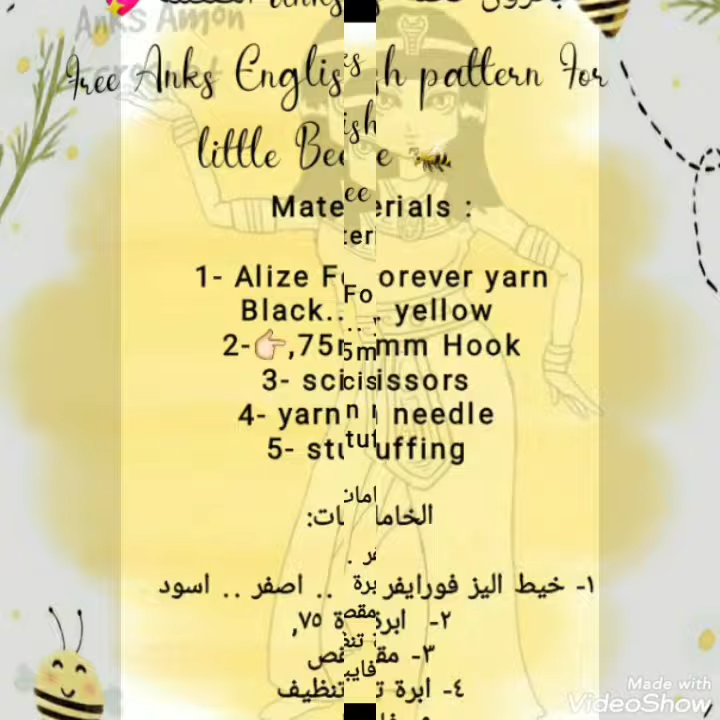 Anks Amon
Free Anks English pattern For
little Bee
Materials :
1- Alize Forever yarn
Black.. yellow
2-👉,75mm Hook
3- scissors
4- yarn needle
5- stuffing
الخامات:
١- خيط اليز فورايفر .. اصفر .. اسود
٢- ابرة ٧٥,
٣- مقص
٤- ابرة تنظيف
Made with
VideoShow